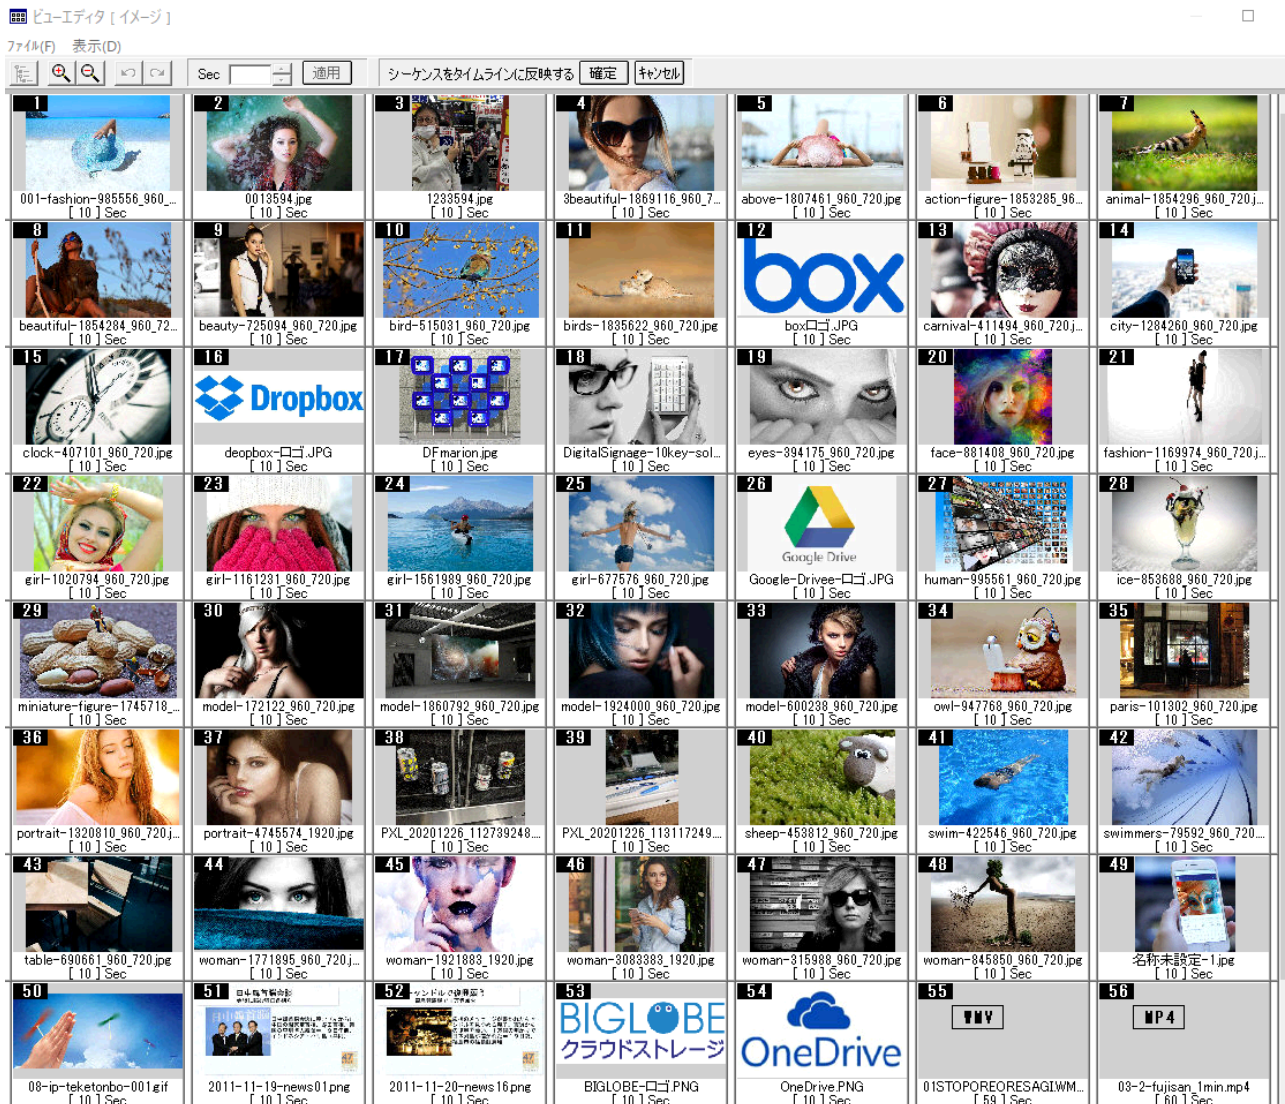 ビューエディタ [ イメージ ]
ファイル(F) 表示(D)
Sec 適用 シーケンスをタイムラインに反映する 確定 キャンセル
1 2 3 4 5 6 7
001-fashion-985556_960_... 0013594.jpg 1233594.jpg 3beautiful-1869116_960_7... above-1807461_960_720.jpg action-figure-1853285_96... animal-1854296_960_720.j...
[ 10 ] Sec [ 10 ] Sec [ 10 ] Sec [ 10 ] Sec [ 10 ] Sec [ 10 ] Sec [ 10 ] Sec
8 9 10 11 12 13 14
box
beautiful-1854284_960_72... beauty-725094_960_720.jpg bird-515031_960_720.jpg birds-1835622_960_720.jpg boxロゴ.JPG carnival-411494_960_720.j... city-1284260_960_720.jpg
[ 10 ] Sec [ 10 ] Sec [ 10 ] Sec [ 10 ] Sec [ 10 ] Sec [ 10 ] Sec [ 10 ] Sec
15 16 17 18 19 20 21
Dropbox
clock-407101_960_720.jpg deopbox-ロゴ.JPG DFmarion.jpg DigitalSignage-10key-sol... eyes-394175_960_720.jpg face-881408_960_720.jpg fashion-1169974_960_720.j...
[ 10 ] Sec [ 10 ] Sec [ 10 ] Sec [ 10 ] Sec [ 10 ] Sec [ 10 ] Sec [ 10 ] Sec
22 23 24 25 26 27 28
Google Drive
girl-1020794_960_720.jpg girl-1161231_960_720.jpg girl-1561989_960_720.jpg girl-677576_960_720.jpg Google-Drivee-ロゴ.JPG human-995561_960_720.jpg ice-853688_960_720.jpg
[ 10 ] Sec [ 10 ] Sec [ 10 ] Sec [ 10 ] Sec [ 10 ] Sec [ 10 ] Sec [ 10 ] Sec
29 30 31 32 33 34 35
miniature-figure-1745718_... model-172122_960_720.jpg model-1860792_960_720.jpg model-1924000_960_720.jpg model-600238_960_720.jpg owl-947768_960_720.jpg paris-101302_960_720.jpg
[ 10 ] Sec [ 10 ] Sec [ 10 ] Sec [ 10 ] Sec [ 10 ] Sec [ 10 ] Sec [ 10 ] Sec
36 37 38 39 40 41 42
portrait-1320810_960_720.j... portrait-4745574_1920.jpg PXL_20201226_112739248.... PXL_20201226_113117249.... sheep-453812_960_720.jpg swim-422546_960_720.jpg swimmers-79592_960_720....
[ 10 ] Sec [ 10 ] Sec [ 10 ] Sec [ 10 ] Sec [ 10 ] Sec [ 10 ] Sec [ 10 ] Sec
43 44 45 46 47 48 49
table-690661_960_720.jpg woman-1771895_960_720.j... woman-1921883_1920.jpg woman-3083383_1920.jpg woman-315988_960_720.jpg woman-845850_960_720.jpg 名称未設定-1.jpg
[ 10 ] Sec [ 10 ] Sec [ 10 ] Sec [ 10 ] Sec [ 10 ] Sec [ 10 ] Sec [ 10 ] Sec
50 51 52 53 54 55 56
日中韓首脳会談
BIGLOBE
クラウドストレージ
OneDrive
WMV MP4
08-ip-teketonbo-001.gif 2011-11-19-news01.png 2011-11-20-news16.png BIGLOBE-ロゴ.PNG OneDrive.PNG 01STOPOREORESAGI.WM... 03-2-fujisan_1min.mp4
[ 10 ] Sec [ 10 ] Sec [ 10 ] Sec [ 10 ] Sec [ 10 ] Sec [ 59 ] Sec [ 60 ] Sec